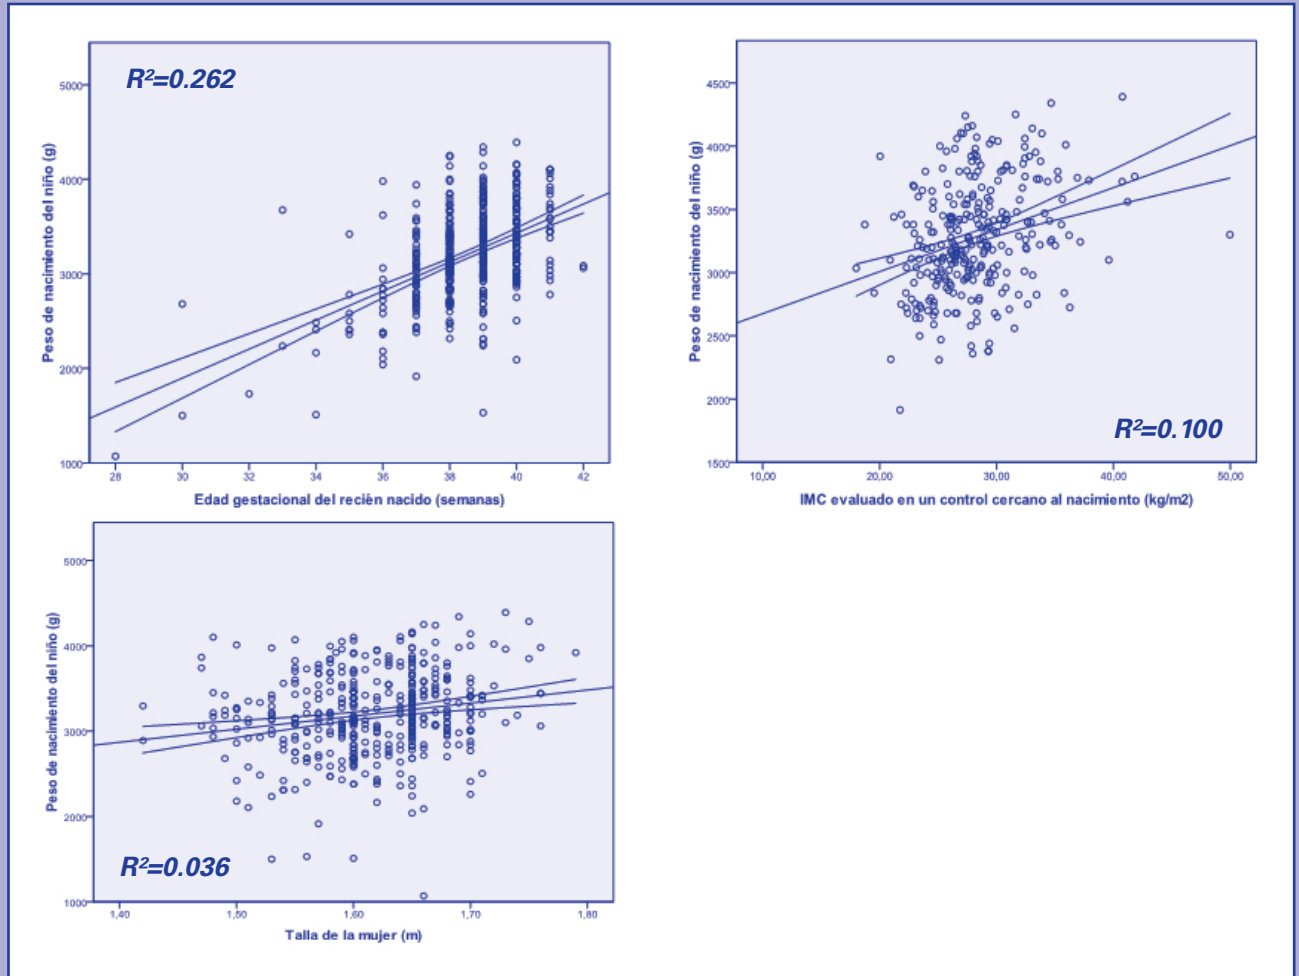 R²=0.262
Peso de nacimiento del niño (g)
5000
4000
3000
2000
1000
28 30 32 34 36 38 40 42
Edad gestacional del recién nacido (semanas)
Peso de nacimiento del niño (g)
4500
4000
3500
3000
2500
2000
1500
R²=0.100
10,00 20,00 30,00 40,00 50,00
IMC evaluado en un control cercano al nacimiento (kg/m2)
Peso de nacimiento del niño (g)
5000
4000
3000
2000
1000
R²=0.036
1,40 1,50 1,60 1,70 1,80
Talla de la mujer (m)